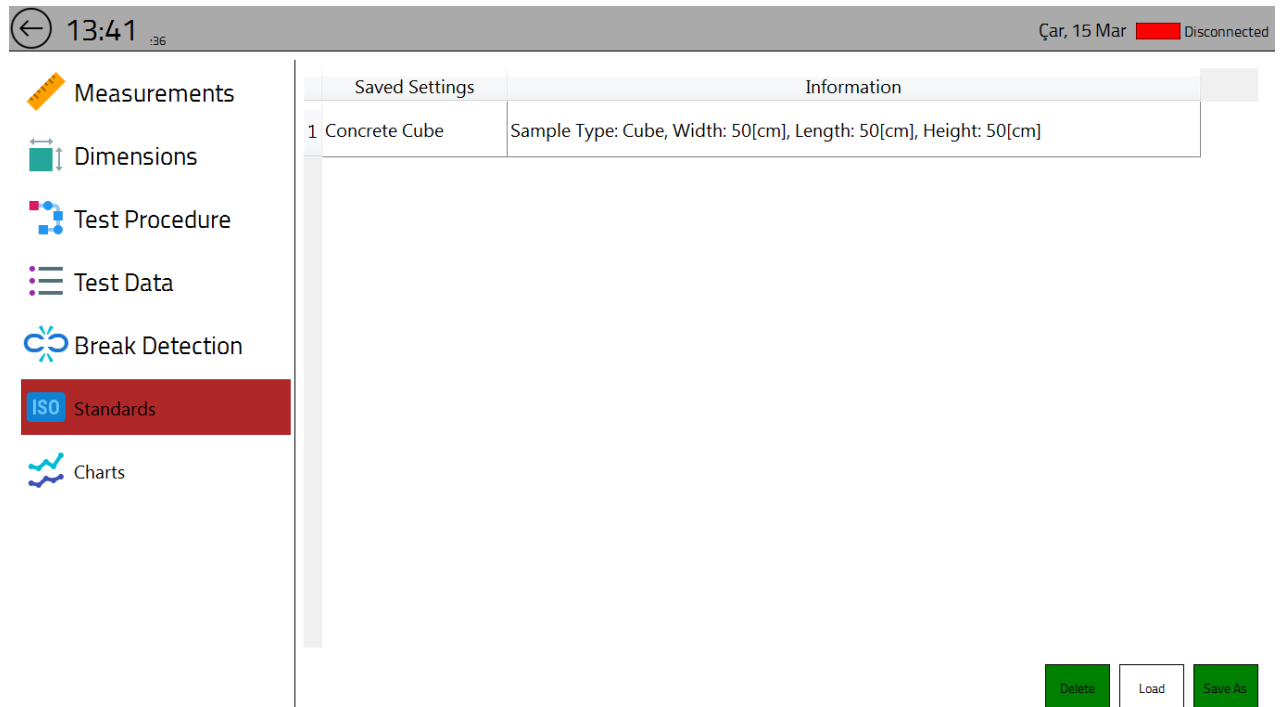 13:41 :36
Çar, 15 Mar Disconnected
Measurements
Dimensions
Test Procedure
Test Data
Break Detection
ISO Standards
Charts
Saved Settings Information
1 Concrete Cube Sample Type: Cube, Width: 50[cm], Length: 50[cm], Height: 50[cm]
Delete Load Save As